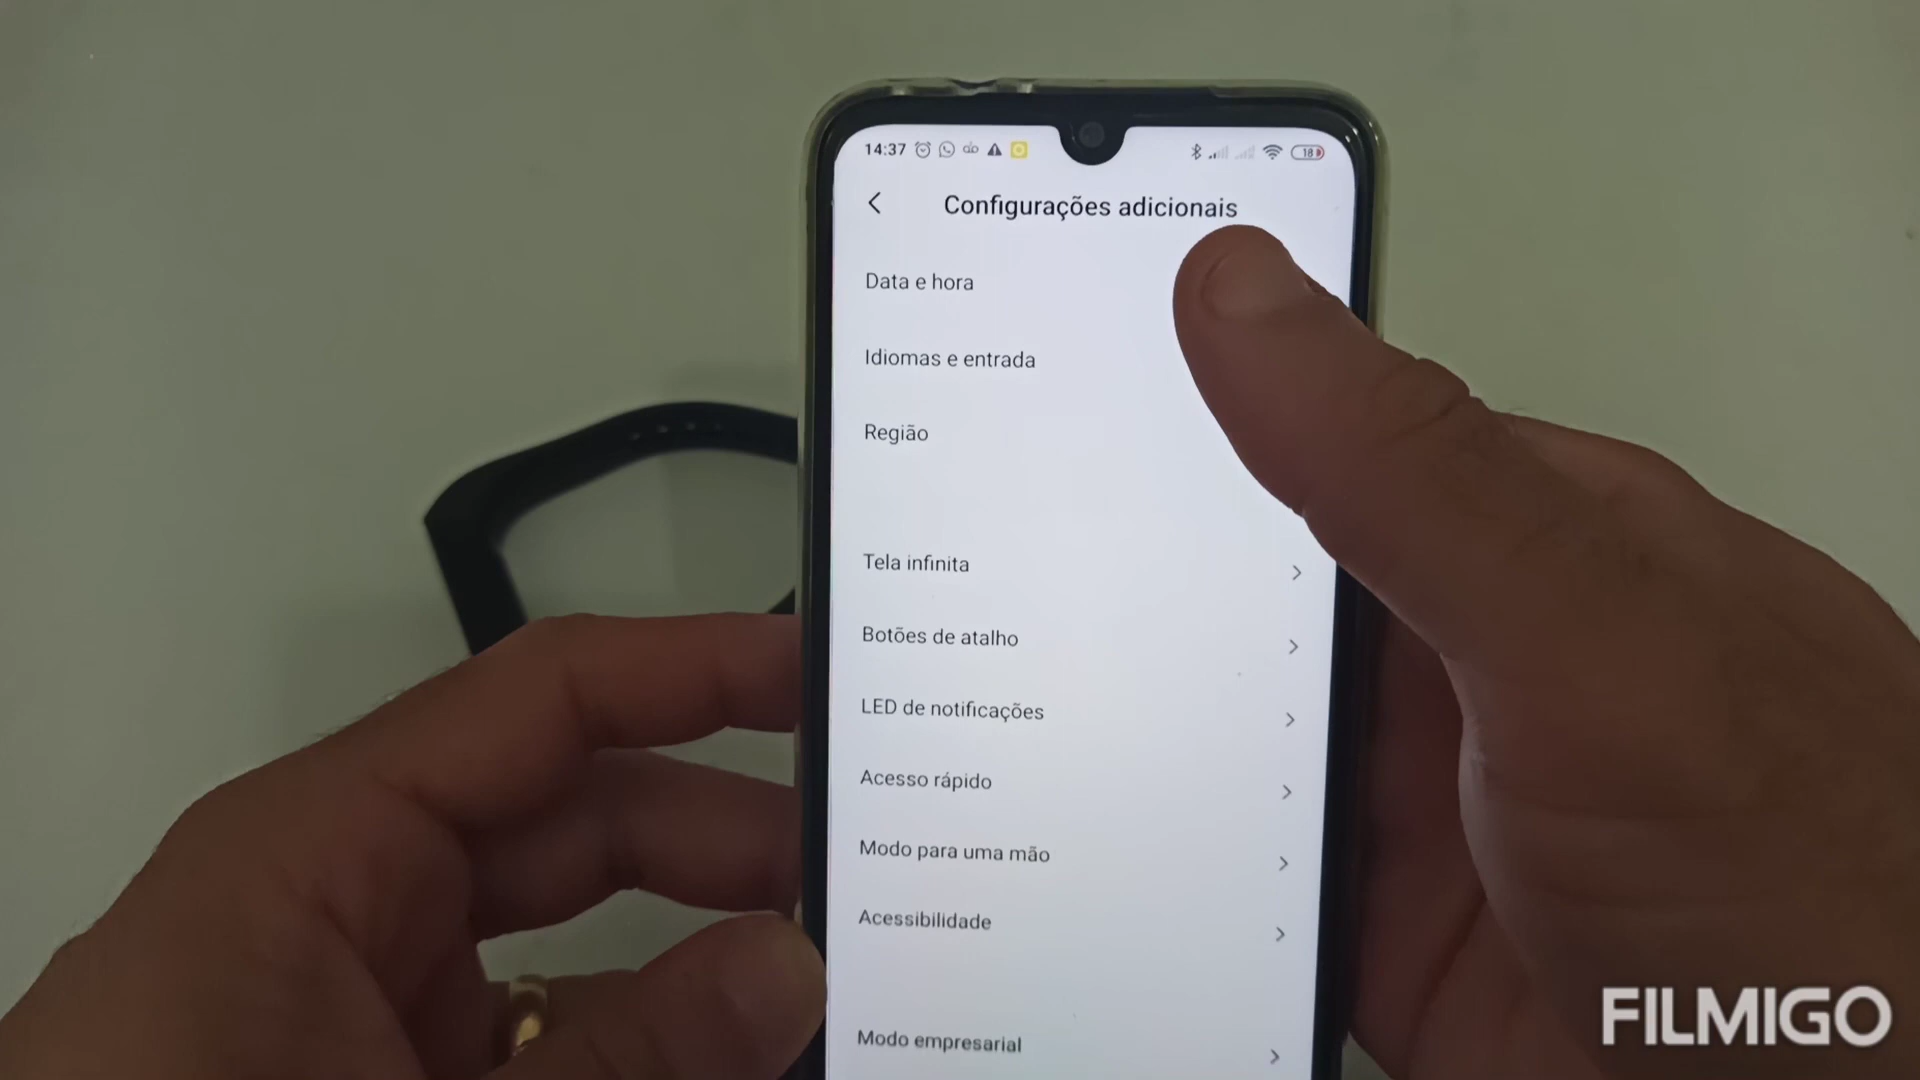 14:37
18
Configurações adicionais
Data e hora
Idiomas e entrada
Região
Tela infinita
Botões de atalho
LED de notificações
Acesso rápido
Modo para uma mão
Acessibilidade
Modo empresarial
FILMIGO